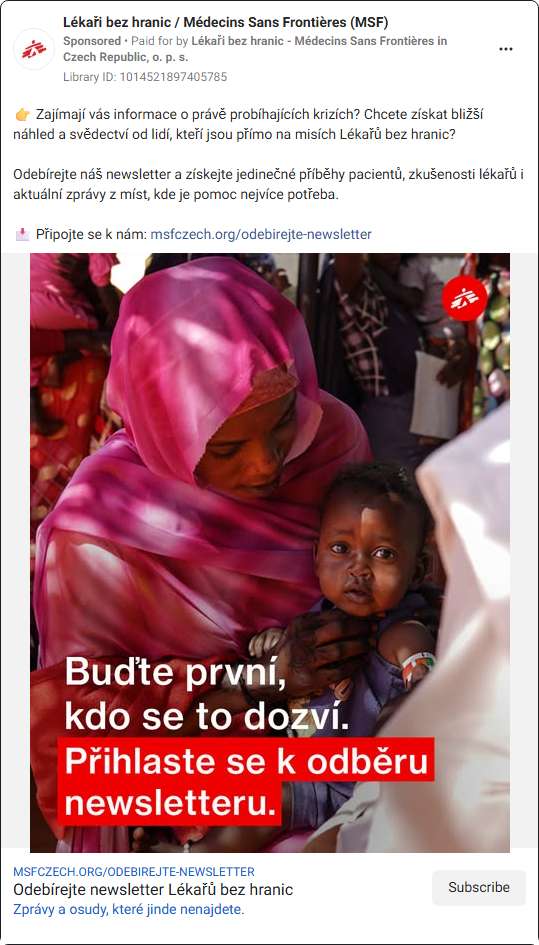 Lékaři bez hranic / Médecins Sans Frontières (MSF)
Sponsored • Paid for by Lékaři bez hranic - Médecins Sans Frontières in
Czech Republic, o. p. s.
Library ID: 1014521897405785
👉 Zajímají vás informace o právě probíhajících krizích? Chcete získat bližší
náhled a svědectví od lidí, kteří jsou přímo na misích Lékařů bez hranic?
Odebírejte náš newsletter a získejte jedinečné příběhy pacientů, zkušenosti lékařů i
aktuální zprávy z míst, kde je pomoc nejvíce potřeba.
📩 Připojte se k nám: msfczech.org/odebirejte-newsletter
Buďte první,
kdo se to dozví.
Přihlaste se k odběru
newsletteru.
MSFCZECH.ORG/ODEBIREJTE-NEWSLETTER
Odebírejte newsletter Lékařů bez hranic
Zprávy a osudy, které jinde nenajdete.
Subscribe